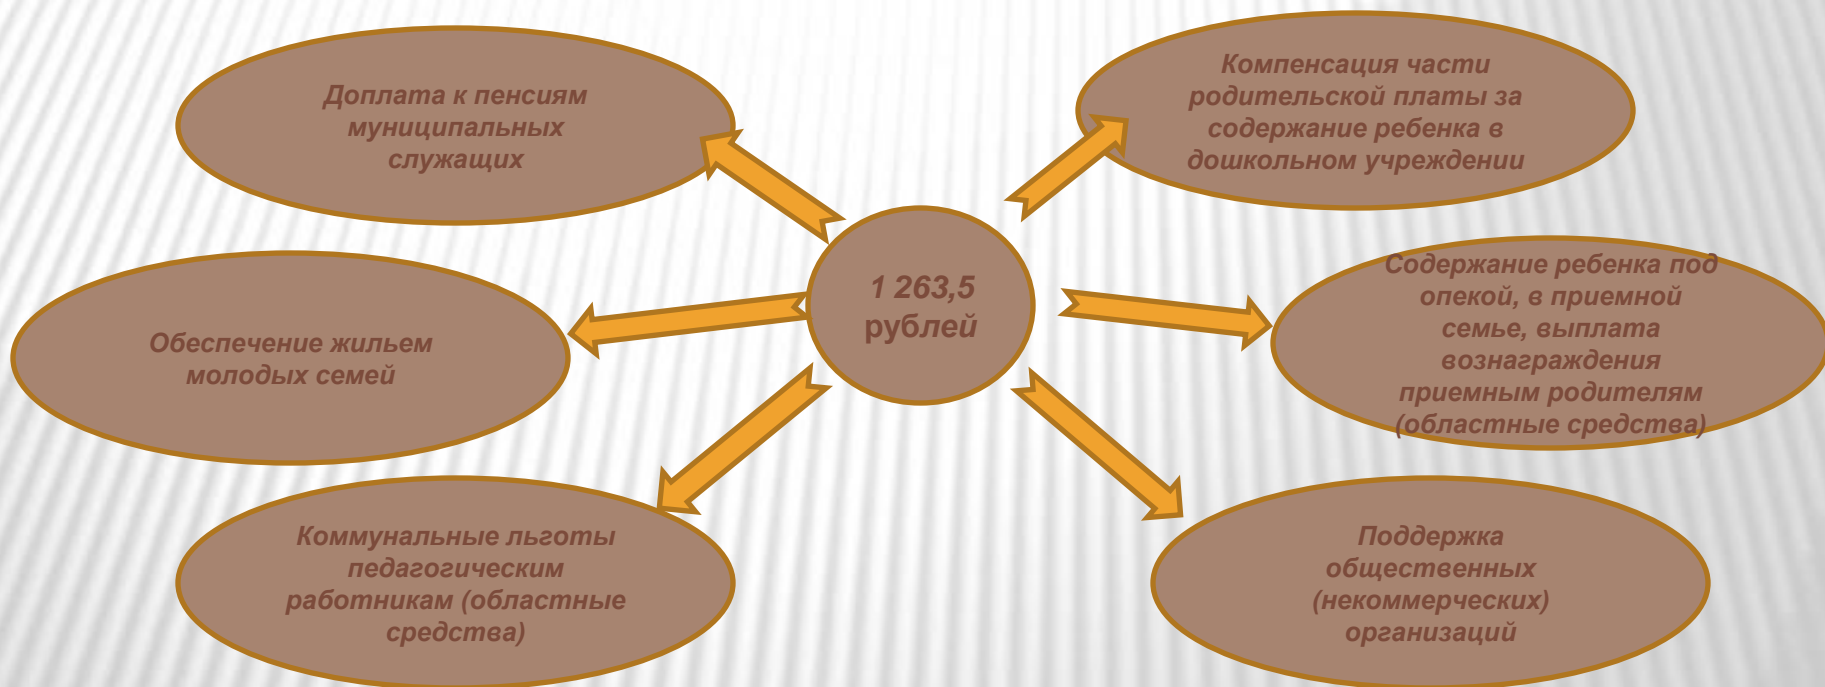 Доплата к пенсиям
муниципальных
служащих
Компенсация части
родительской платы за
содержание ребенка в
дошкольном учреждении
1 263,5
рублей
Обеспечение жильем
молодых семей
Содержание ребенка под
опекой, в приемной
семье, выплата
вознаграждения
приемным родителям
(областные средства)
Коммунальные льготы
педагогическим
работникам (областные
средства)
Поддержка
общественных
(некоммерческих)
организаций